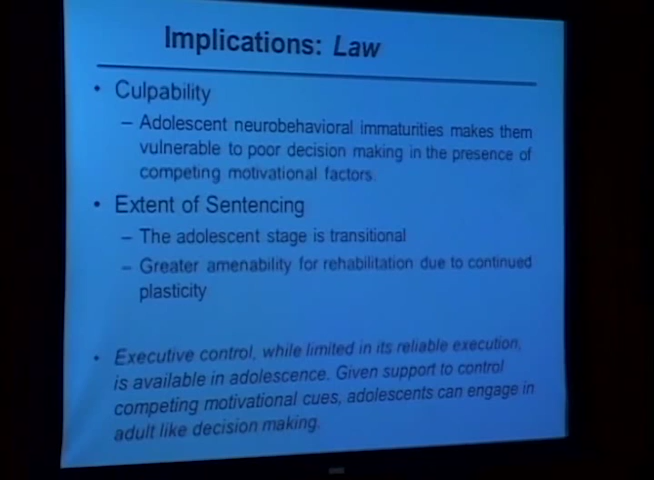 Implications: Law
• Culpability
– Adolescent neurobehavioral immaturities makes them
vulnerable to poor decision making in the presence of
competing motivational factors.
• Extent of Sentencing
– The adolescent stage is transitional
– Greater amenability for rehabilitation due to continued
plasticity
• Executive control, while limited in its reliable execution,
is available in adolescence. Given support to control
competing motivational cues, adolescents can engage in
adult like decision making.